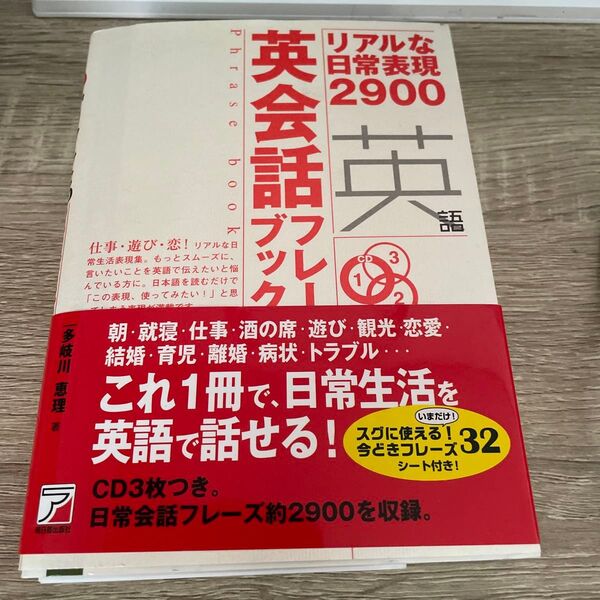 リアルな
日常表現
2900
英会話フレー
ブック
Phrase book
英
語
CD
1
2
3
仕事・遊び・恋！リアルな日
常生活表現集。もっとスムーズに、
言いたいことを英語で伝えたいと悩
んでいる方に。日本語を読むだけで
「この表現、使ってみたい！」と思
多岐川 恵理 著
朝・就寝・仕事・酒の席・遊び・観光・恋愛・
結婚・育児・離婚・病状・トラブル・・・
これ1冊で、日常生活を
英語で話せる！
いまだけ！
スグに使える！
今どきフレーズ32
シート付き！
CD3枚つき。
日常会話フレーズ約2900を収録。
ア
明日香出版社